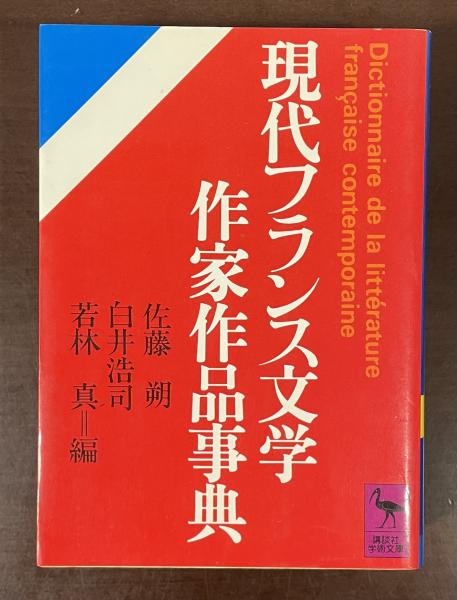 Dictionnaire de la littérature
française contemporaine
現代フランス文学
作家作品事典
佐藤 朔
白井浩司
若林 真=編
講談社
学術文庫